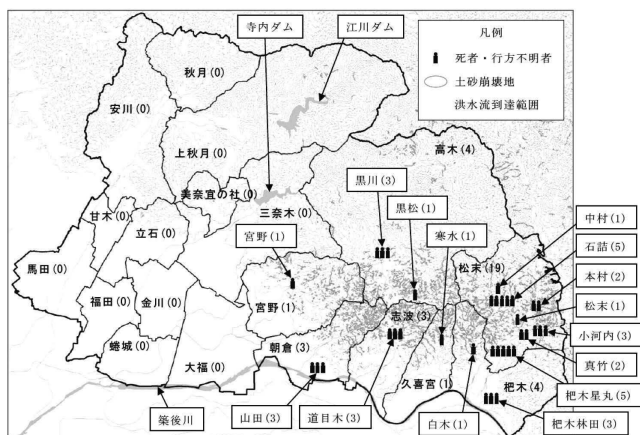 寺内ダム
江川ダム
凡例
死者・行方不明者
土砂崩壊地
洪水流到達範囲
秋月(0)
安川(0)
上秋月(0)
高木(4)
美奈宜の社(0)
黒川(3)
黒松(1)
中村(1)
甘木(0)
三奈木(0)
立石(0)
宮野(1)
寒水(1)
石詰(5)
馬田(0)
松末(19)
本村(2)
福田(0)
金川(0)
宮野(1)
志波(3)
松末(1)
小河内(3)
蜷城(0)
朝倉(3)
真竹(2)
大福(0)
久喜宮(1)
杷木(4)
杷木星丸(5)
築後川
山田(3)
道目木(3)
白木(1)
杷木林田(3)